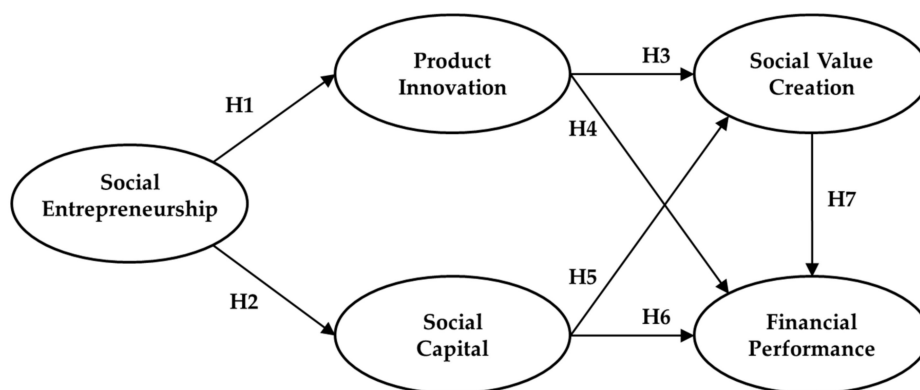 Product
Innovation
H3
Social Value
Creation
H1
H4
Social
Entrepreneurship
H7
H2
H5
Social
Capital
H6
Financial
Performance